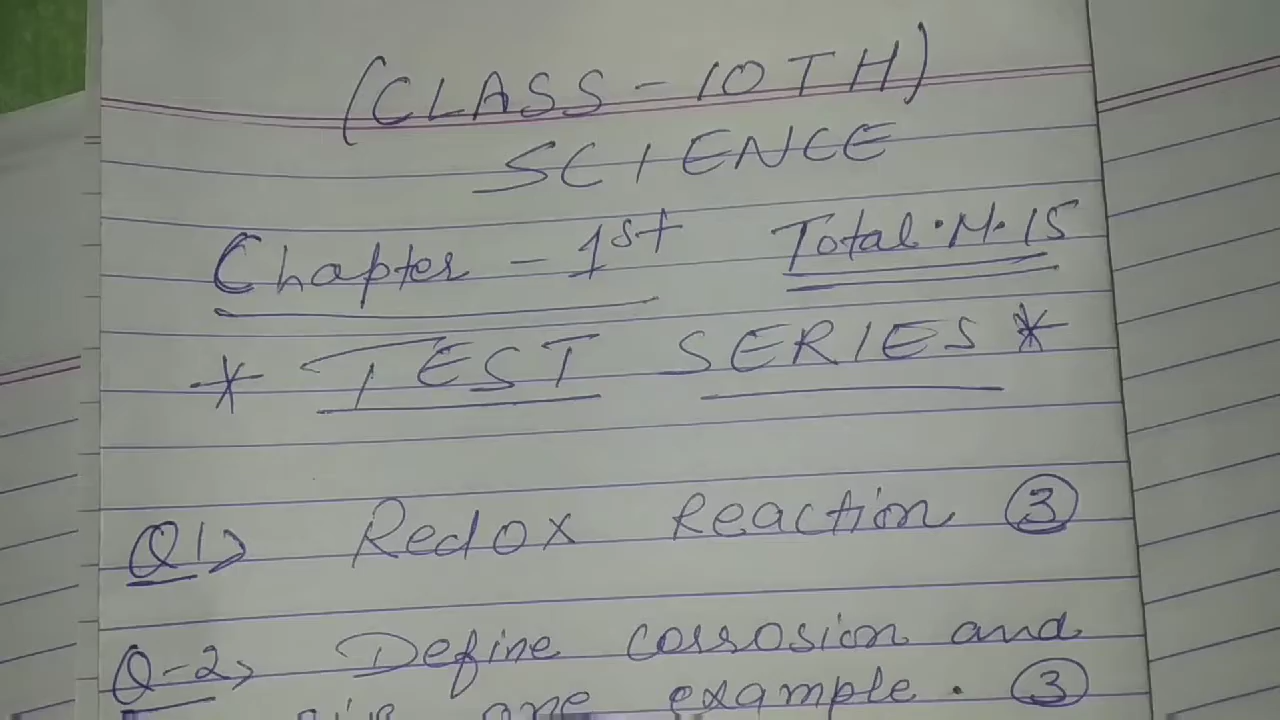 (CLASS - 10TH)
SCIENCE
Chapter - 1st Total.M.15
* TEST SERIES *
Q1> Redox Reaction 3
Q-2> Define corrosion and
give one example. 3